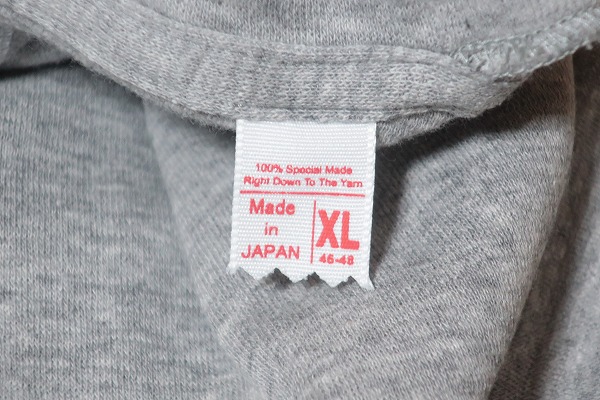 100% Special Made
Right Down To The Yarn
Made
in
JAPAN
XL
46-48